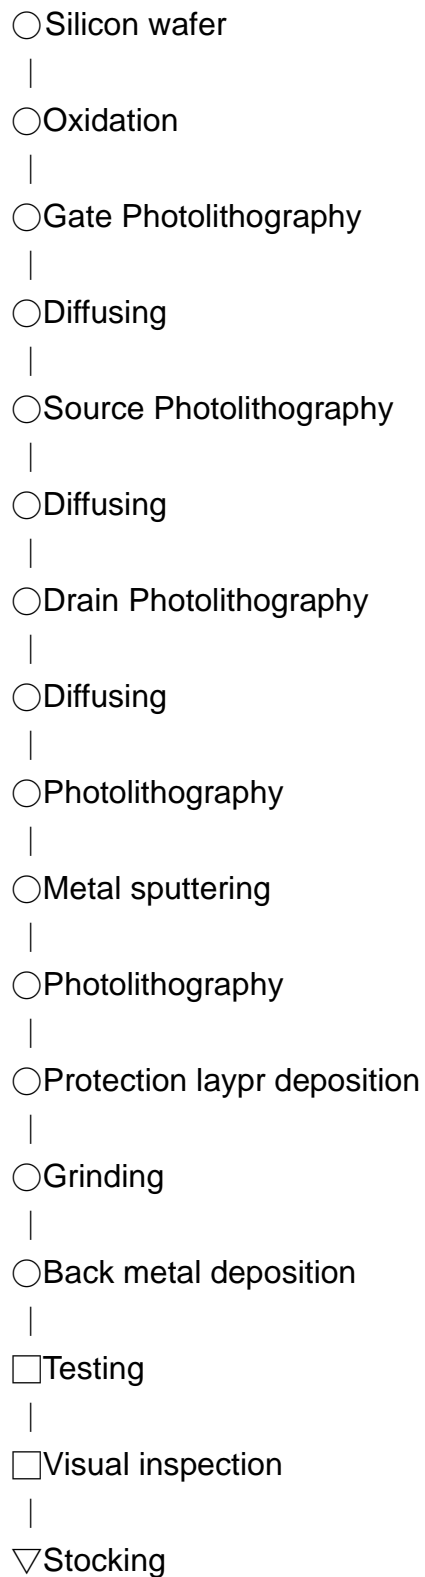 ○Silicon wafer
○Oxidation
○Gate Photolithography
○Diffusing
○Source Photolithography
○Diffusing
○Drain Photolithography
○Diffusing
○Photolithography
○Metal sputtering
○Photolithography
○Protection laypr deposition
○Grinding
○Back metal deposition
□Testing
□Visual inspection
▽Stocking